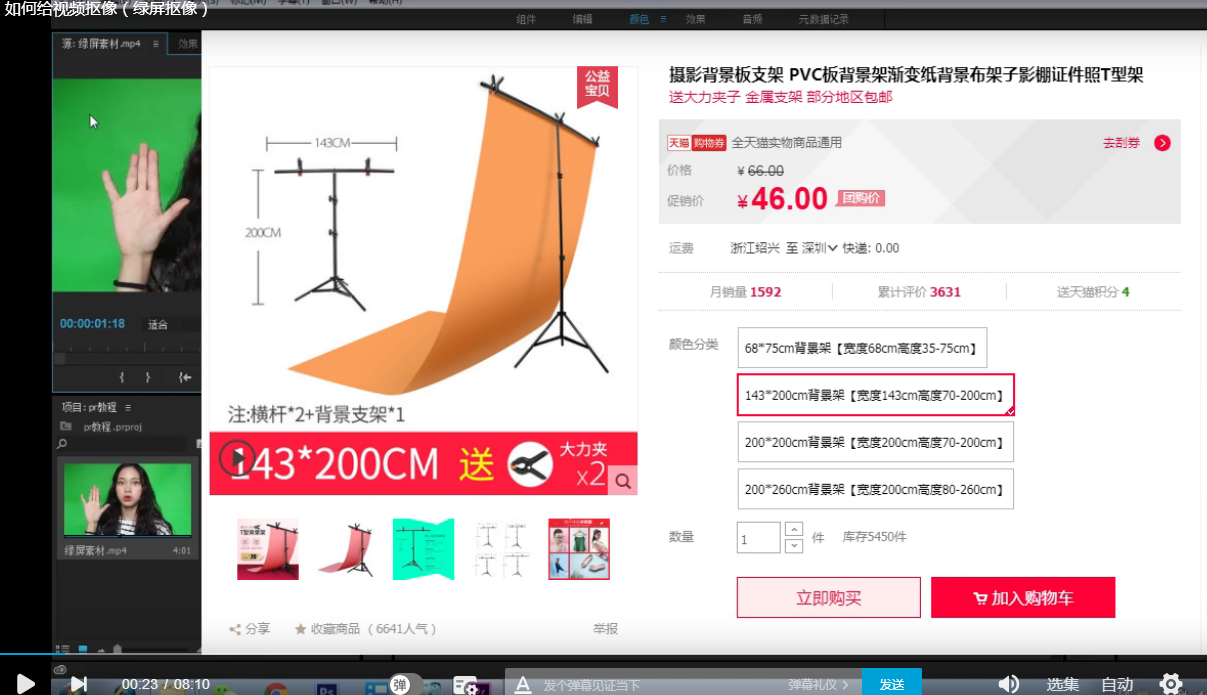 如何给视频抠像（绿屏抠像）
标记(M) 字幕(T) 窗口(W) 帮助(H)
组件 编辑 颜色 ≡ 效果 音频 元数据记录
源: 绿屏素材.mp4 ≡ 效果
00:00:01:18 适合
项目: pr教程 ≡
pr教程.prproj
绿屏素材.mp4 4:01
公益
宝贝
143CM
200CM
注:横杆*2+背景支架*1
143*200CM 送 大力夹
x2
分享 ★ 收藏商品（6641人气） 举报
摄影背景板支架 PVC板背景架渐变纸背景布架子影棚证件照T型架
送大力夹子 金属支架 部分地区包邮
天猫 购物券 全天猫实物商品通用 去刮券
价格 ¥66.00
促销价 ¥46.00 团购价
运费 浙江绍兴 至 深圳 快递: 0.00
月销量 1592 累计评价 3631 送天猫积分 4
颜色分类 68*75cm背景架【宽度68cm高度35-75cm】
143*200cm背景架【宽度143cm高度70-200cm】
200*200cm背景架【宽度200cm高度70-200cm】
200*260cm背景架【宽度200cm高度80-260cm】
数量 1 件 库存5450件
立即购买 加入购物车
00:23 / 08:10 弹 A 发个弹幕见证当下 弹幕礼仪 > 发送 选集 自动